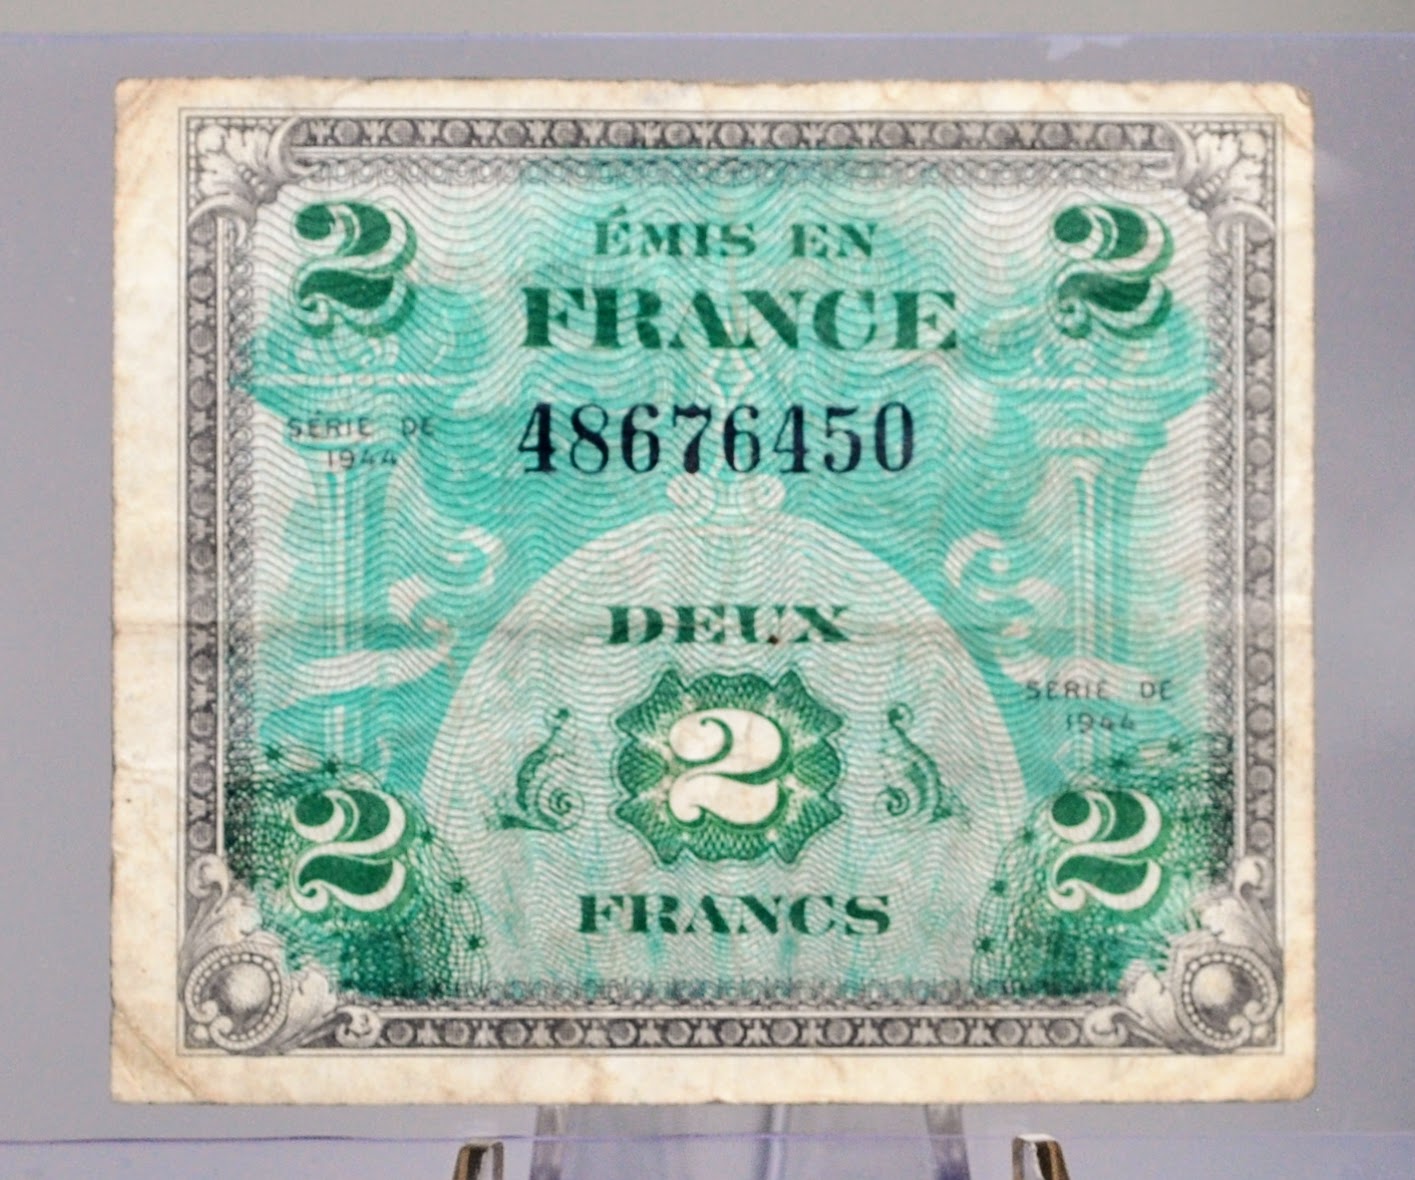 2 2
ÉMIS EN
FRANCE
48676450
SÉRIE DE
1944
DEUX
2
SÉRIE DE
1944
2 2
FRANCS